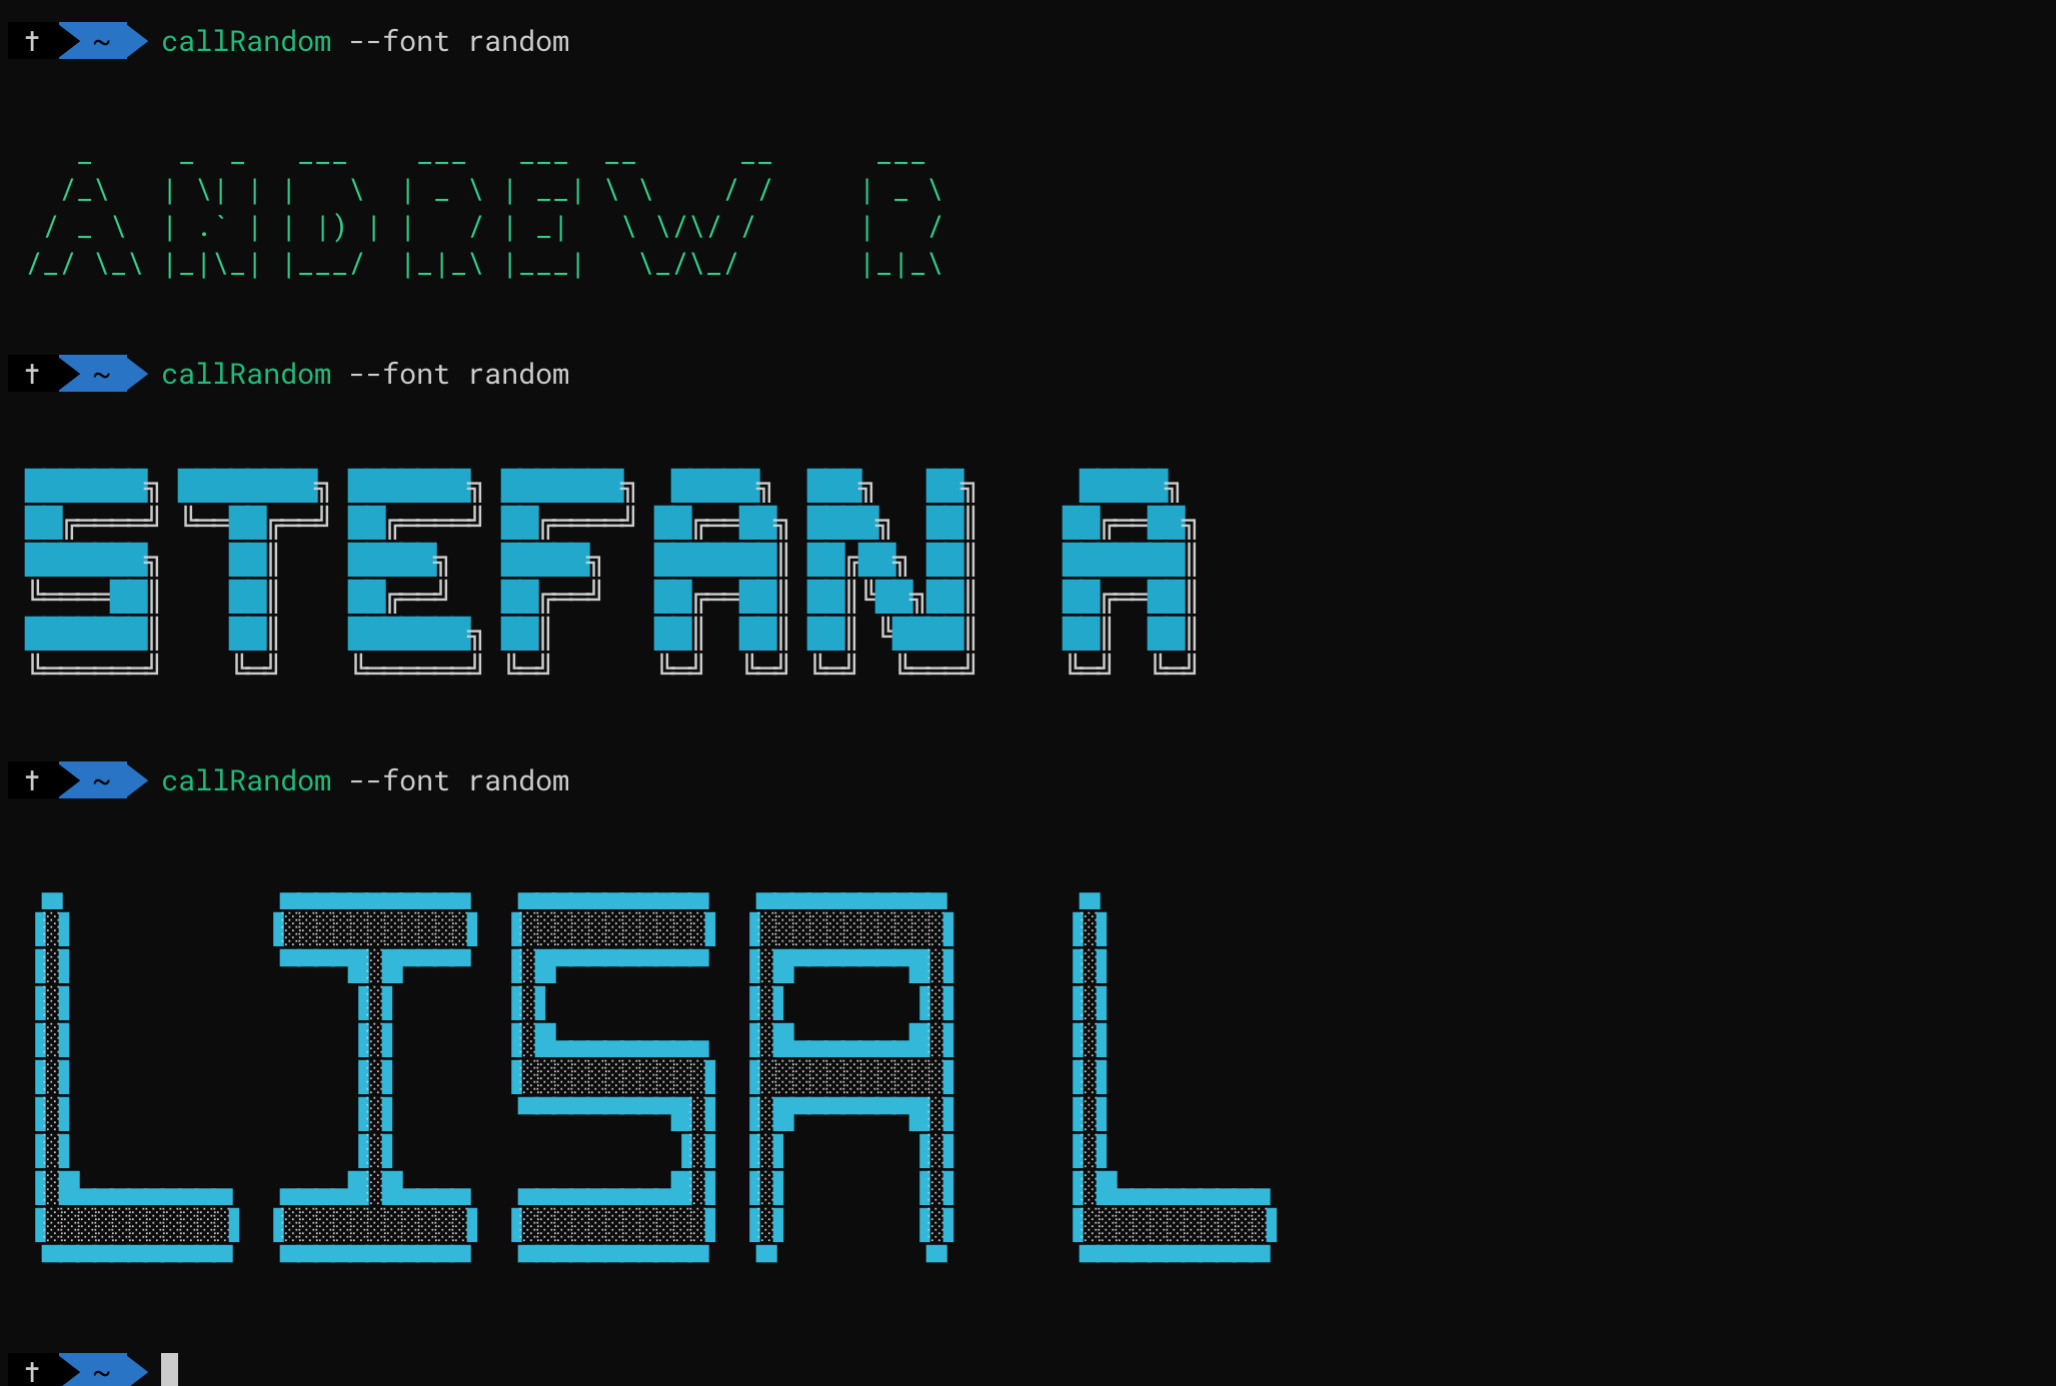 † ~ callRandom --font random
ANDREW R
† ~ callRandom --font random
STEFAN A
† ~ callRandom --font random
LISA L
† ~